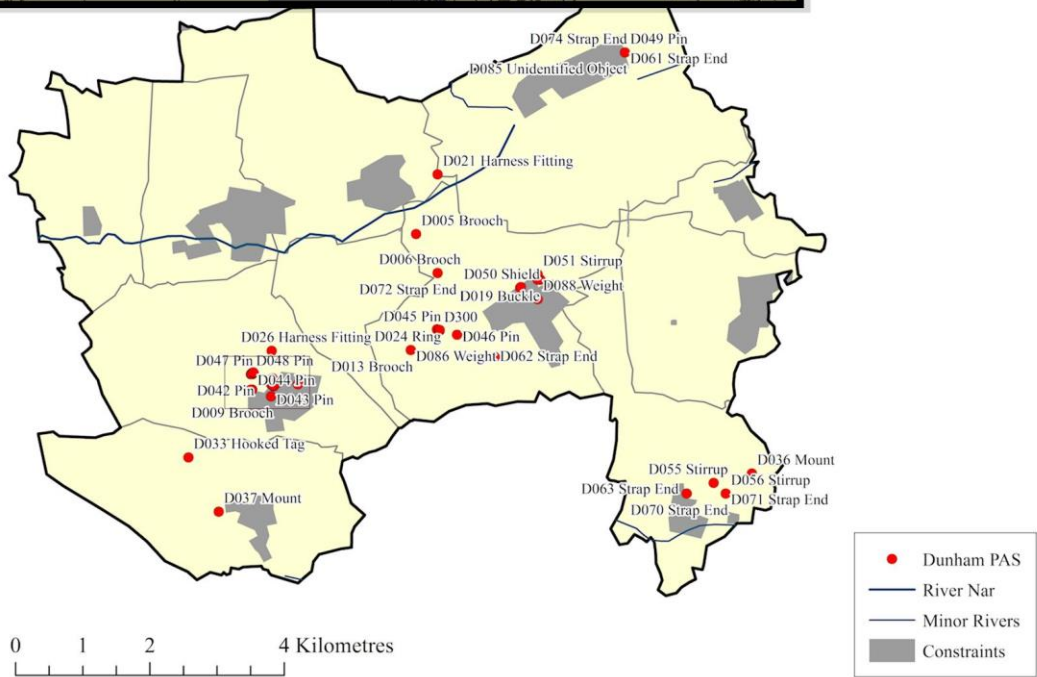 D074 Strap End D049 Pin
D061 Strap End
D085 Unidentified Object
D021 Harness Fitting
D005 Brooch
D006 Brooch
D051 Stirrup
D050 Shield
D072 Strap End
D088 Weight
D019 Buckle
D045 Pin D300
D026 Harness Fitting
D024 Ring
D046 Pin
D047 Pin D048 Pin
D013 Brooch
D086 Weight
D062 Strap End
D044 Pin
D042 Pin
D043 Pin
D009 Brooch
D033 Hooked Tag
D036 Mount
D055 Stirrup
D056 Stirrup
D063 Strap End
D071 Strap End
D037 Mount
D070 Strap End
Dunham PAS
River Nar
Minor Rivers
Constraints
0 1 2 4 Kilometres